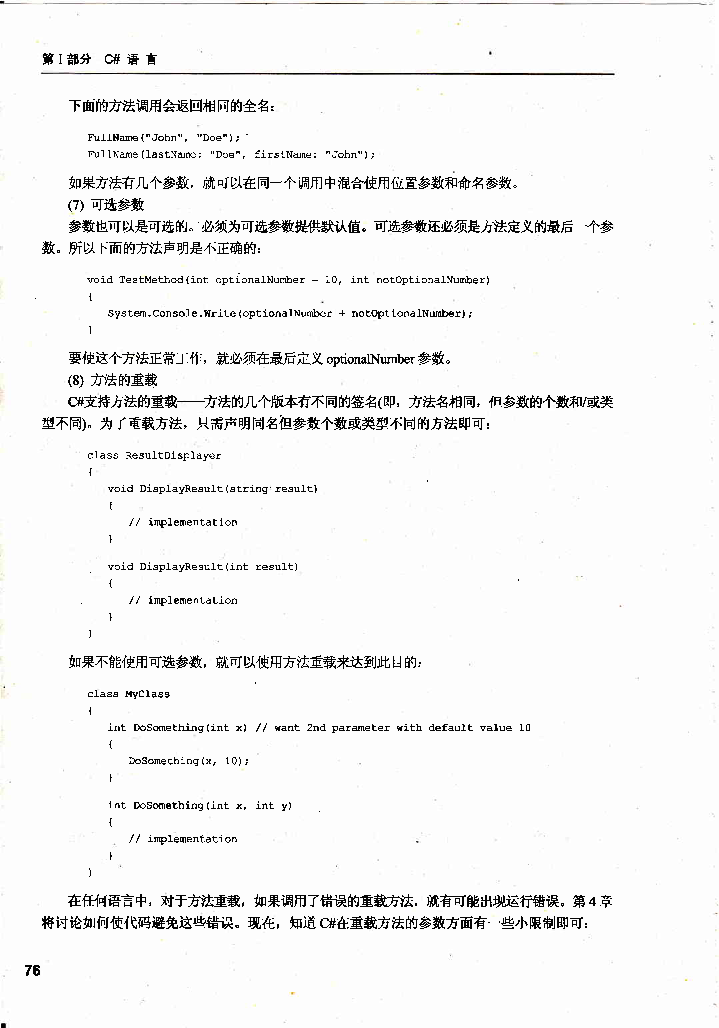 第 I 部分 C# 语 言
下面的方法调用会返回相同的全名：
FullName("John", "Doe");
FullName(lastName: "Doe", firstName: "John");
如果方法有几个参数，就可以在同一个调用中混合使用位置参数和命名参数。
(7) 可选参数
参数也可以是可选的。必须为可选参数提供默认值。可选参数还必须是方法定义的最后 个参
数。所以下面的方法声明是不正确的：
void TestMethod(int optionalNumber = 10, int notOptionalNumber)
{
System.Console.Write(optionalNumber + notOptionalNumber);
}
要使这个方法正常工作，就必须在最后定义 optionalNumber 参数。
(8) 方法的重载
C#支持方法的重载——方法的几个版本有不同的签名(即，方法名相同，但参数的个数和/或类
型不同)。为了重载方法，只需声明同名但参数个数或类型不同的方法即可：
class ResultDisplayer
{
void DisplayResult(string result)
{
// implementation
}
void DisplayResult(int result)
{
// implementation
}
}
如果不能使用可选参数，就可以使用方法重载来达到此目的：
class MyClass
{
int DoSomething(int x) // want 2nd parameter with default value 10
{
DoSomething(x, 10);
}
int DoSomething(int x, int y)
{
// implementation
}
}
在任何语言中，对于方法重载，如果调用了错误的重载方法，就有可能出现运行错误。第 4 章
将讨论如何使代码避免这些错误。现在，知道 C#在重载方法的参数方面有一些小限制即可：
76